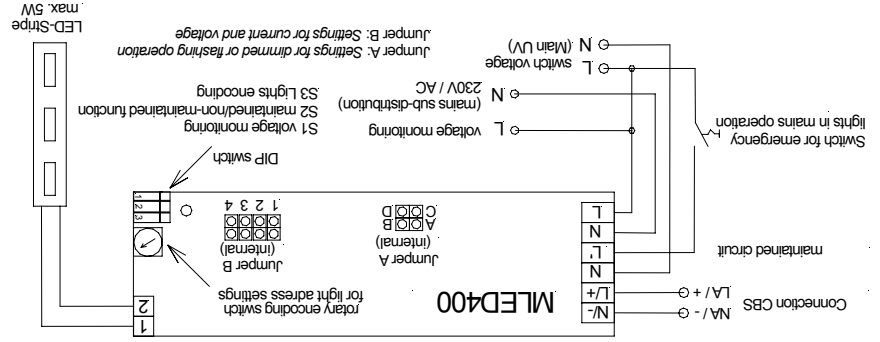 Connection CBS
NA / -
LA / +
N/-
L/+
N
L'
N
L
MLED400
1
2
rotary encoding switch
for light adress settings
maintained circuit
Jumper A
(internal)
A B
C D
Jumper B
(internal)
1 2 3 4
3
2
1
DIP switch
Switch for emergency
lights in mains operation
L voltage monitoring
N (mains sub-distribution)
230V / AC
S1 voltage monitoring
S2 maintained/non-maintained function
S3 Lights encoding
L switch voltage
N (Main UV)
Jumper A: Settings for dimmed or flashing operation
Jumper B: Settings for current and voltage
LED-Stripe
max. 5W